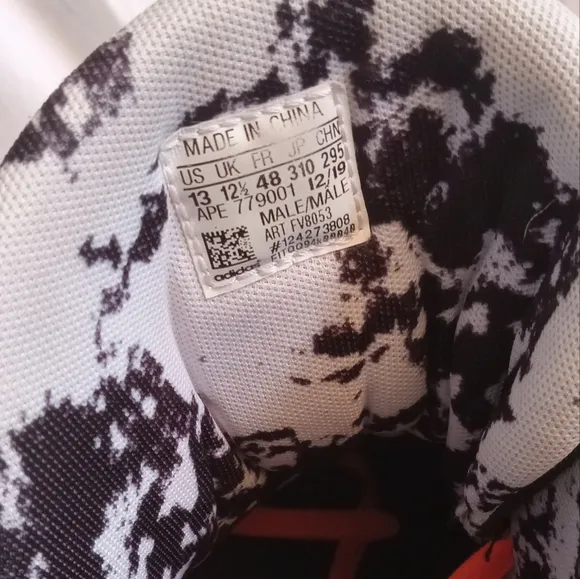 MADE IN CHINA
US UK FR JP CHN
13 12½ 48 310 295
APE 779001 12/19
MALE/MALE
ART FV8053
#124273808
adidas